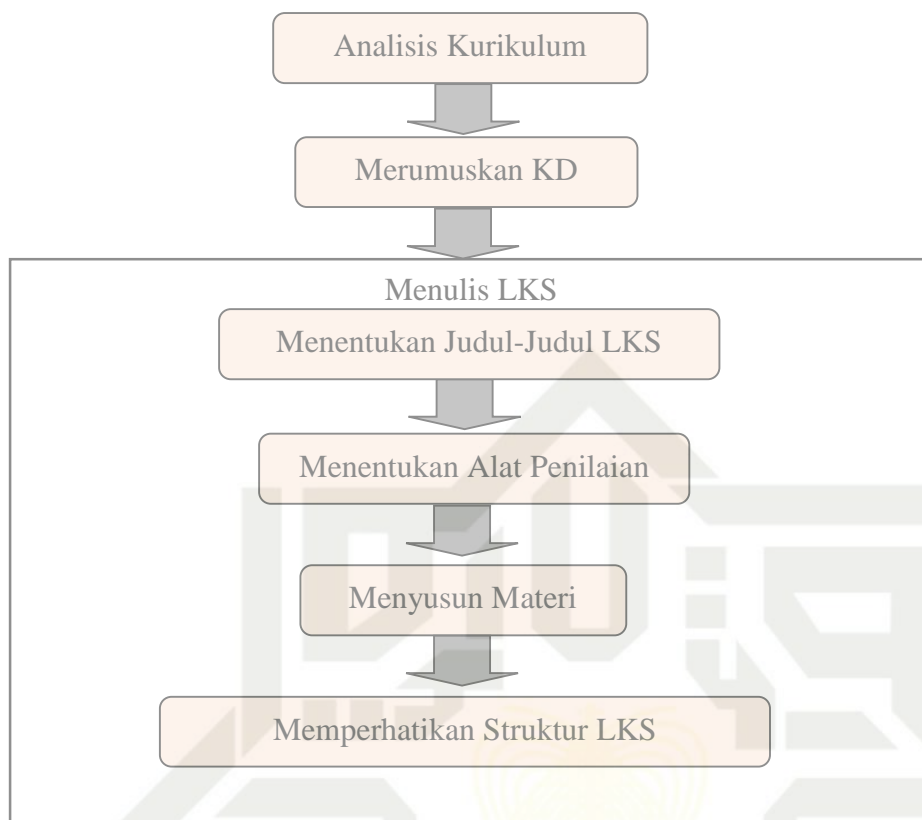 Analisis Kurikulum
Merumuskan KD
Menulis LKS
Menentukan Judul-Judul LKS
Menentukan Alat Penilaian
Menyusun Materi
Memperhatikan Struktur LKS